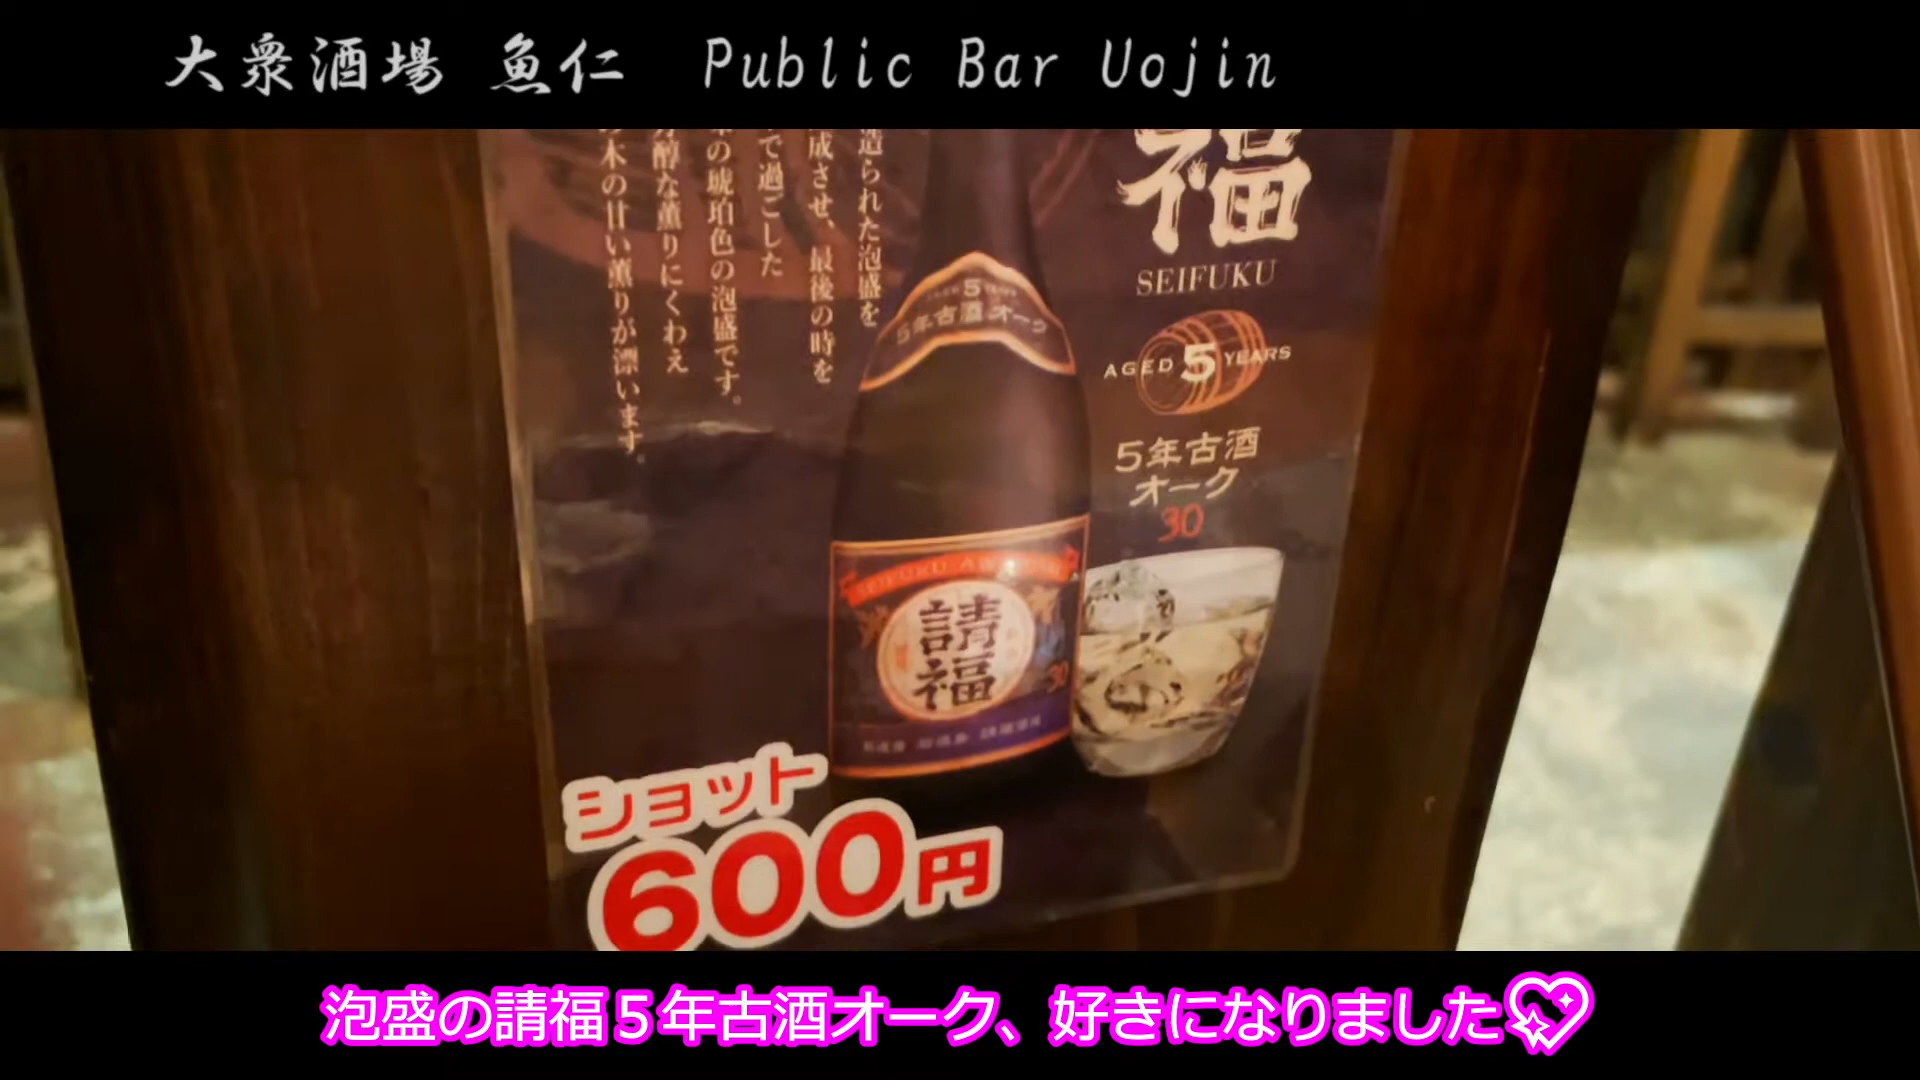 大衆酒場 魚仁 Public Bar Uojin
福
SEIFUKU
AGED 5 YEARS
5年古酒
オーク
30
造られた泡盛を
成させ、最後の時を
で過ごした
の琥珀色の泡盛です。
醇な薫りにくわえ
木の甘い薫りが漂います。
5年古酒オーク
SEIFUKU
請福
30
ショット
600円
泡盛の請福５年古酒オーク、好きになりました